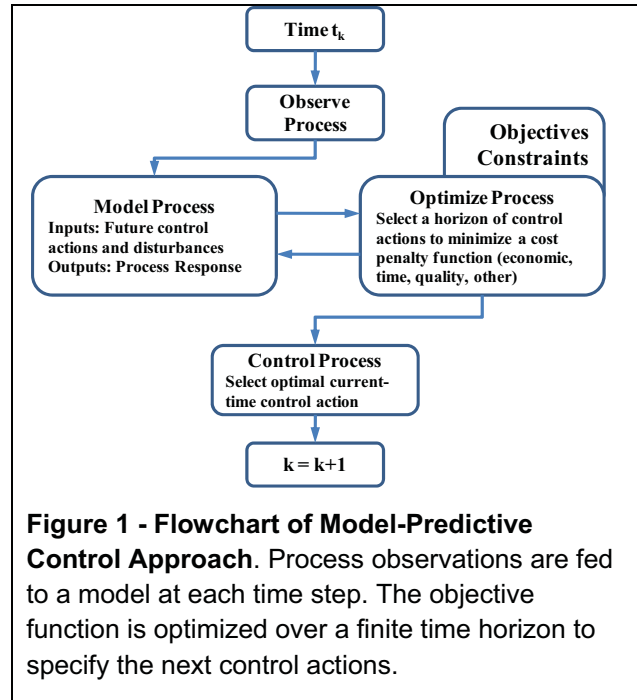 Time tk
Observe
Process
Objectives
Constraints
Model Process
Inputs: Future control
actions and disturbances
Outputs: Process Response
Optimize Process
Select a horizon of control
actions to minimize a cost
penalty function (economic,
time, quality, other)
Control Process
Select optimal current-
time control action
k = k+1
Figure 1 - Flowchart of Model-Predictive
Control Approach. Process observations are fed
to a model at each time step. The objective
function is optimized over a finite time horizon to
specify the next control actions.